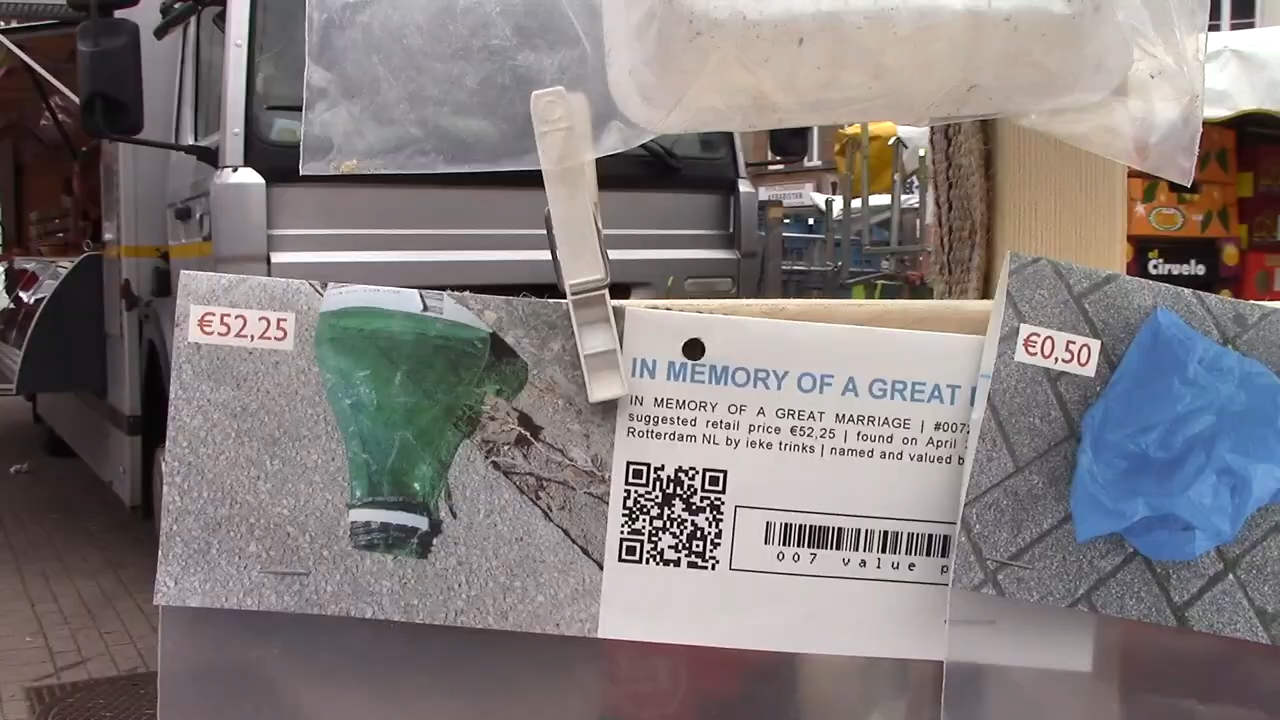 €52,25
IN MEMORY OF A GREAT
IN MEMORY OF A GREAT MARRIAGE | #007
suggested retail price €52,25 | found on April
Rotterdam NL by ieke trinks | named and valued b
007 value p
€0,50
el
Ciruelo